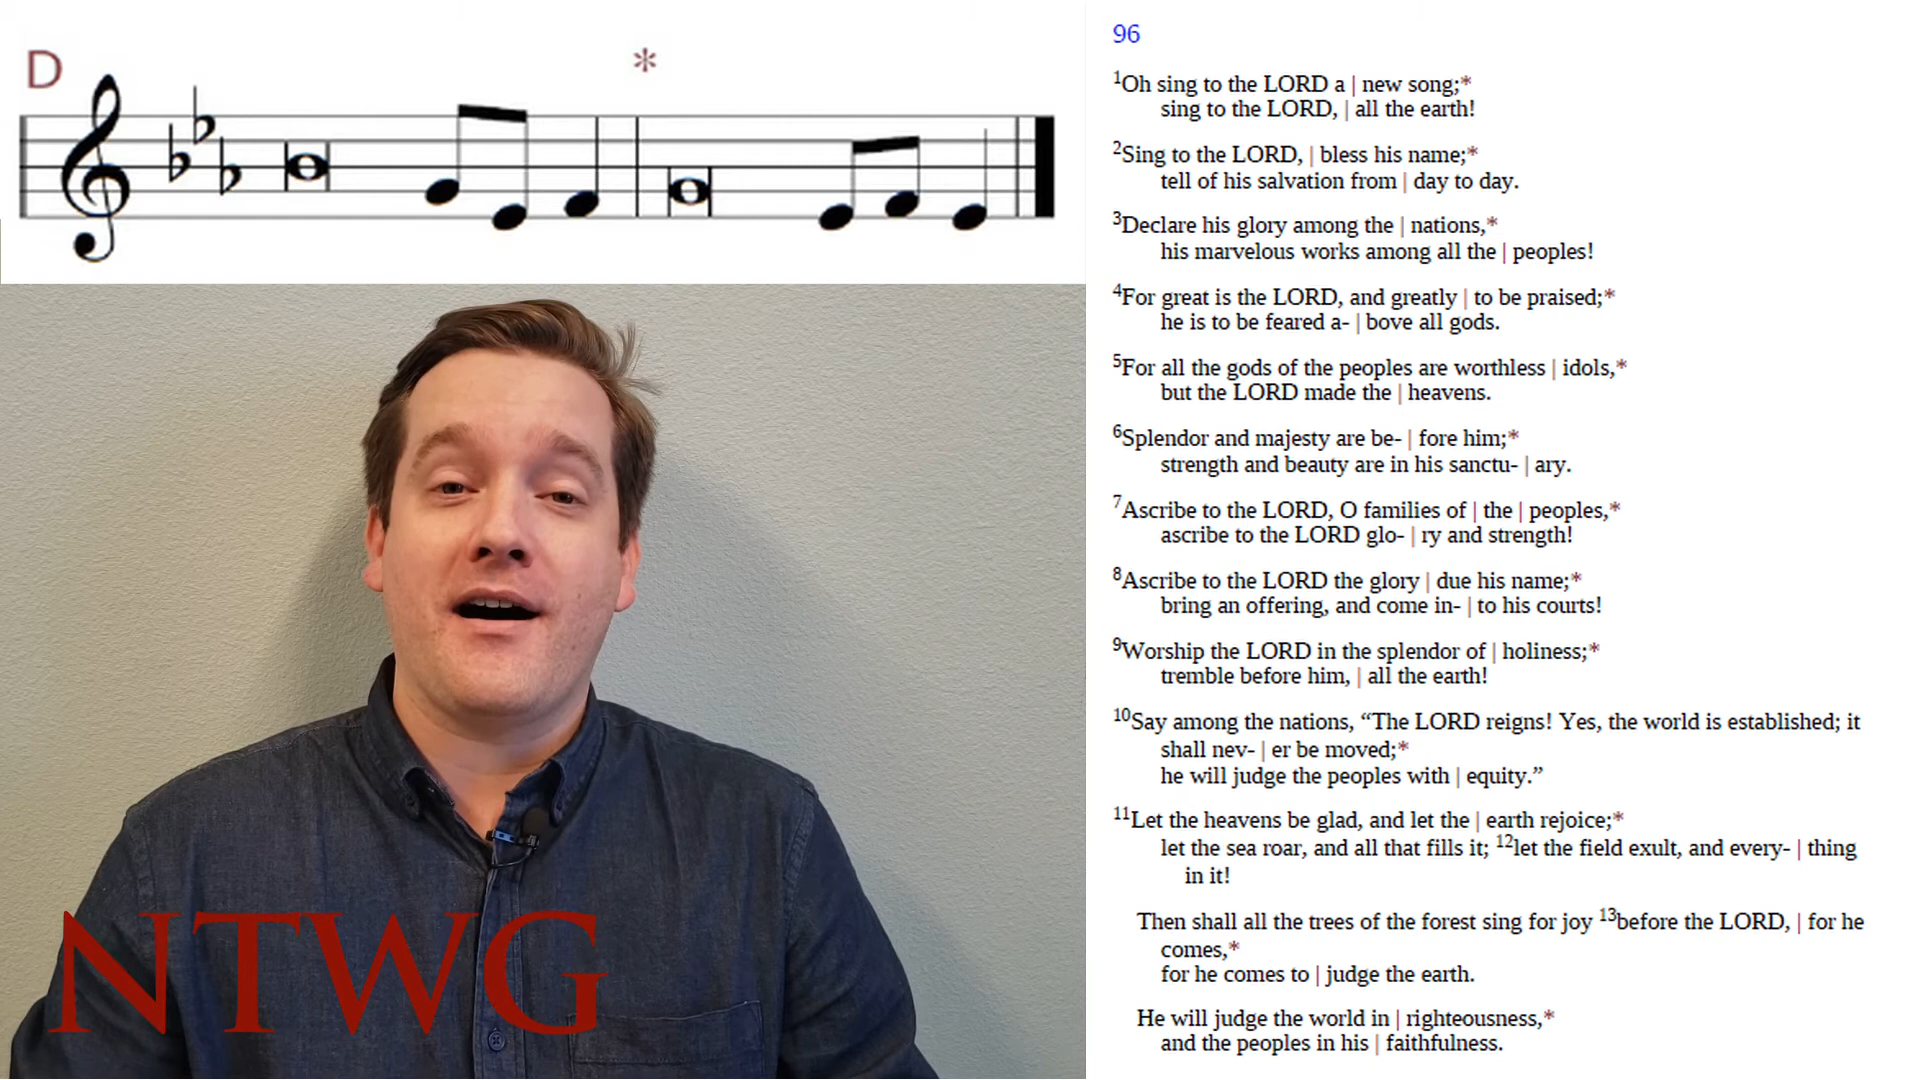 D
*
96
1Oh sing to the LORD a | new song;*
sing to the LORD, | all the earth!
2Sing to the LORD, | bless his name;*
tell of his salvation from | day to day.
3Declare his glory among the | nations,*
his marvelous works among all the | peoples!
4For great is the LORD, and greatly | to be praised;*
he is to be feared a- | bove all gods.
5For all the gods of the peoples are worthless | idols,*
but the LORD made the | heavens.
6Splendor and majesty are be- | fore him;*
strength and beauty are in his sanctu- | ary.
7Ascribe to the LORD, O families of | the | peoples,*
ascribe to the LORD glo- | ry and strength!
8Ascribe to the LORD the glory | due his name;*
bring an offering, and come in- | to his courts!
9Worship the LORD in the splendor of | holiness;*
tremble before him, | all the earth!
10Say among the nations, “The LORD reigns! Yes, the world is established; it
shall nev- | er be moved;*
he will judge the peoples with | equity.”
11Let the heavens be glad, and let the | earth rejoice;*
let the sea roar, and all that fills it; 12let the field exult, and every- | thing
in it!
Then shall all the trees of the forest sing for joy 13before the LORD, | for he
comes,*
for he comes to | judge the earth.
He will judge the world in | righteousness,*
and the peoples in his | faithfulness.
NTWG